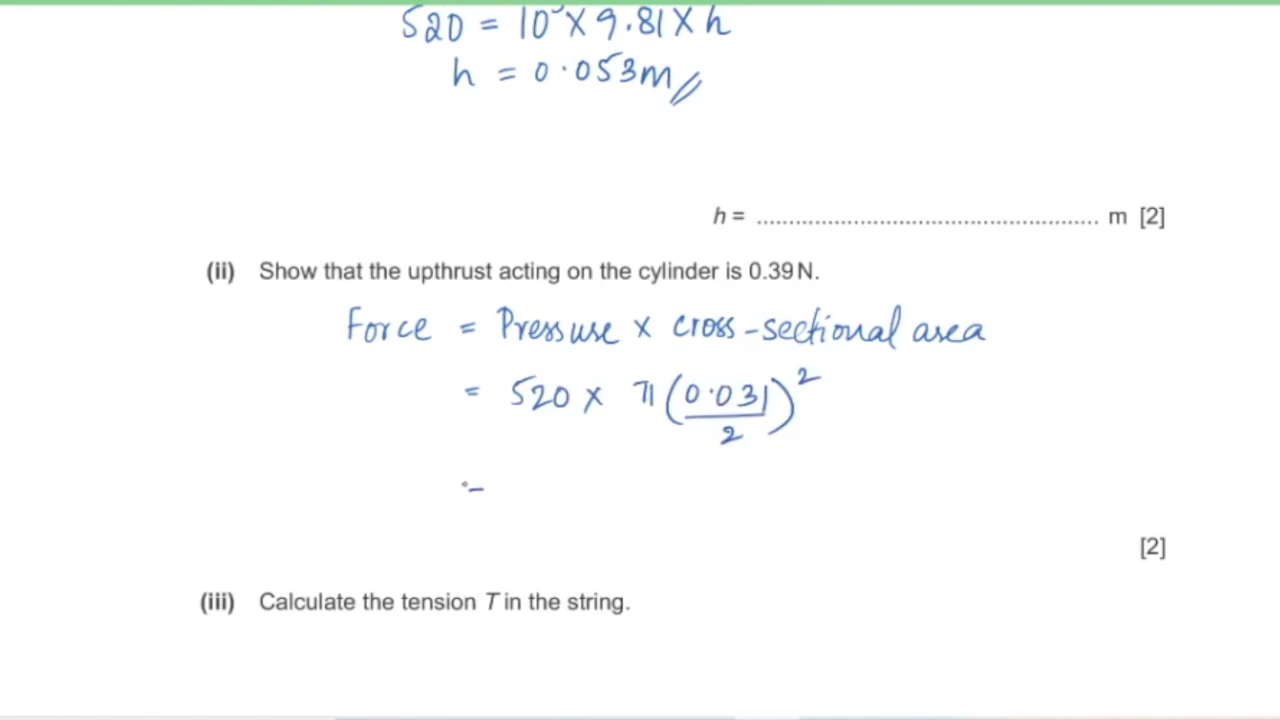 520 = 10³ × 9.81 × h
h = 0.053m
h = ...................................................... m [2]
(ii) Show that the upthrust acting on the cylinder is 0.39 N.
Force = Pressure × cross-sectional area
= 520 × π(0.031/2)²
[2]
(iii) Calculate the tension T in the string.